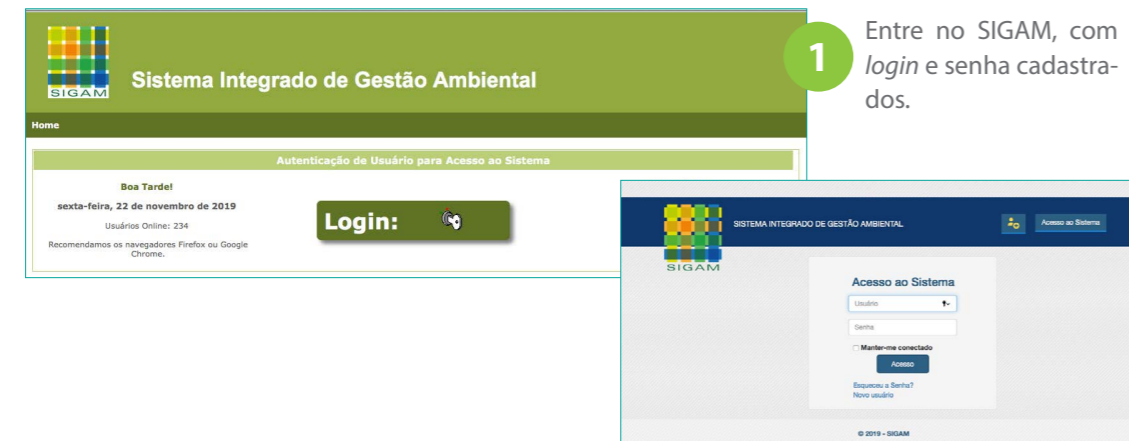 SIGAM
Sistema Integrado de Gestão Ambiental
Home
Autenticação de Usuário para Acesso ao Sistema
Boa Tarde!
sexta-feira, 22 de novembro de 2019
Usuários Online: 234
Recomendamos os navegadores Firefox ou Google
Chrome.
Login:
1
Entre no SIGAM, com
login e senha cadastra-
dos.
SIGAM
SISTEMA INTEGRADO DE GESTÃO AMBIENTAL
Acesso ao Sistema
Acesso ao Sistema
Usuário
Senha
Manter-me conectado
Acesso
Esqueceu a Senha?
Novo usuário
© 2019 - SIGAM